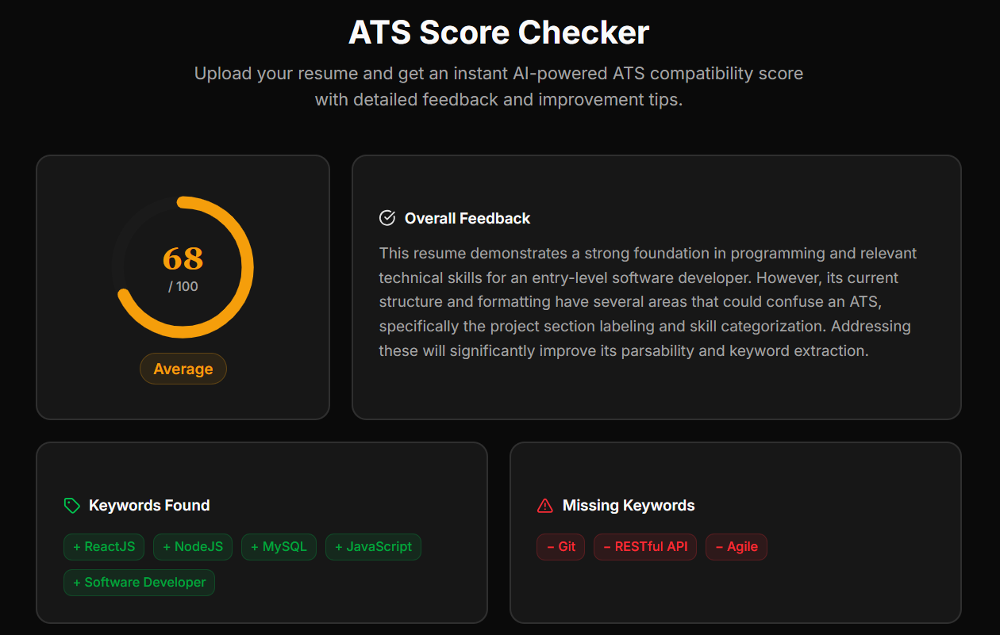 ATS Score Checker
Upload your resume and get an instant AI-powered ATS compatibility score
with detailed feedback and improvement tips.
68
/ 100
Average
Overall Feedback
This resume demonstrates a strong foundation in programming and relevant
technical skills for an entry-level software developer. However, its current
structure and formatting have several areas that could confuse an ATS,
specifically the project section labeling and skill categorization. Addressing
these will significantly improve its parsability and keyword extraction.
Keywords Found
+ ReactJS + NodeJS + MySQL + JavaScript
+ Software Developer
Missing Keywords
– Git – RESTful API – Agile